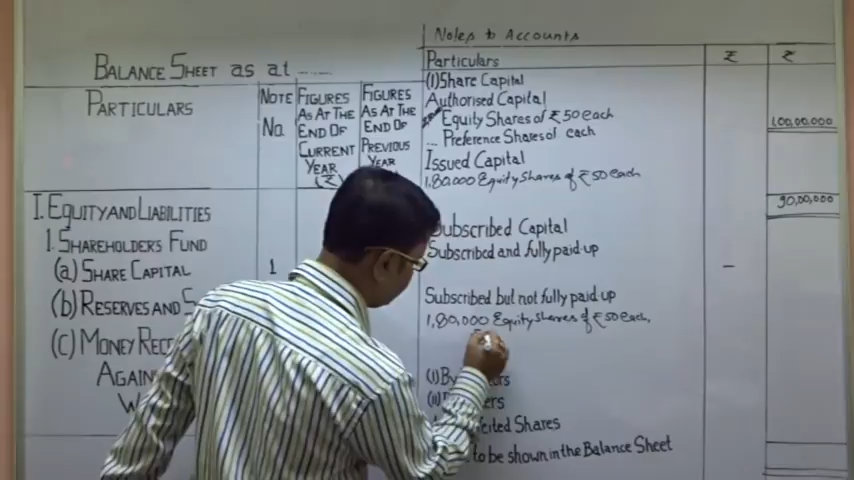 BALANCE SHEET as at .....
PARTICULARS
NOTE NO.
FIGURES AS AT THE END OF CURRENT YEAR (₹)
FIGURES AS AT THE END OF PREVIOUS YEAR
I. EQUITY AND LIABILITIES
1. SHAREHOLDERS FUND
(a) SHARE CAPITAL 1
(b) RESERVES AND
(c) MONEY
AGAIN
Notes to Accounts
Particulars ₹ ₹
(1) Share Capital
Authorised Capital
Equity Shares of ₹50 each 1,00,00,000
... Preference Shares of each
Issued Capital
1,80,000 Equity Shares of ₹50 each 90,00,000
Subscribed Capital
Subscribed and fully paid-up –
Subscribed but not fully paid-up
1,80,000 Equity Shares of ₹50 each,
(i) By
(ii)
Shares
to be shown in the Balance Sheet